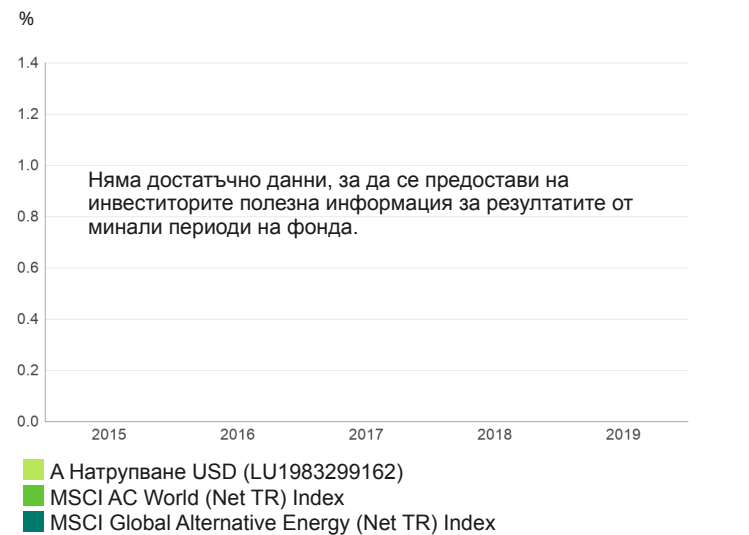 %
1.4
1.2
1.0
Няма достатъчно данни, за да се предостави на
инвеститорите полезна информация за резултатите от
минали периоди на фонда.
0.8
0.6
0.4
0.2
0.0
2015 2016 2017 2018 2019
А Натрупване USD (LU1983299162)
MSCI AC World (Net TR) Index
MSCI Global Alternative Energy (Net TR) Index